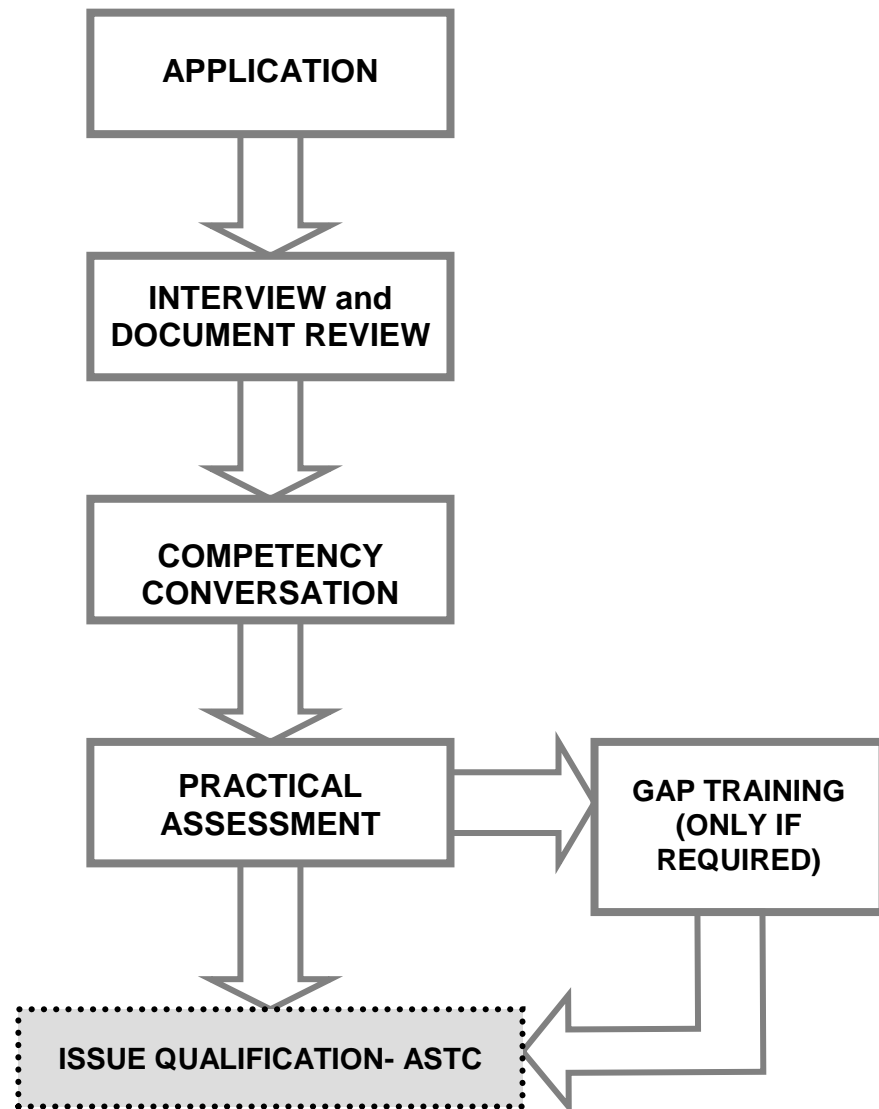 APPLICATION
INTERVIEW and
DOCUMENT REVIEW
COMPETENCY
CONVERSATION
PRACTICAL
ASSESSMENT
GAP TRAINING
(ONLY IF
REQUIRED)
ISSUE QUALIFICATION- ASTC